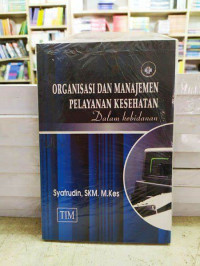 ORGANISASI DAN MANAJEMEN
PELAYANAN KESEHATAN
Dalam kebidanan
Syafrudin, SKM, M.Kes
TIM